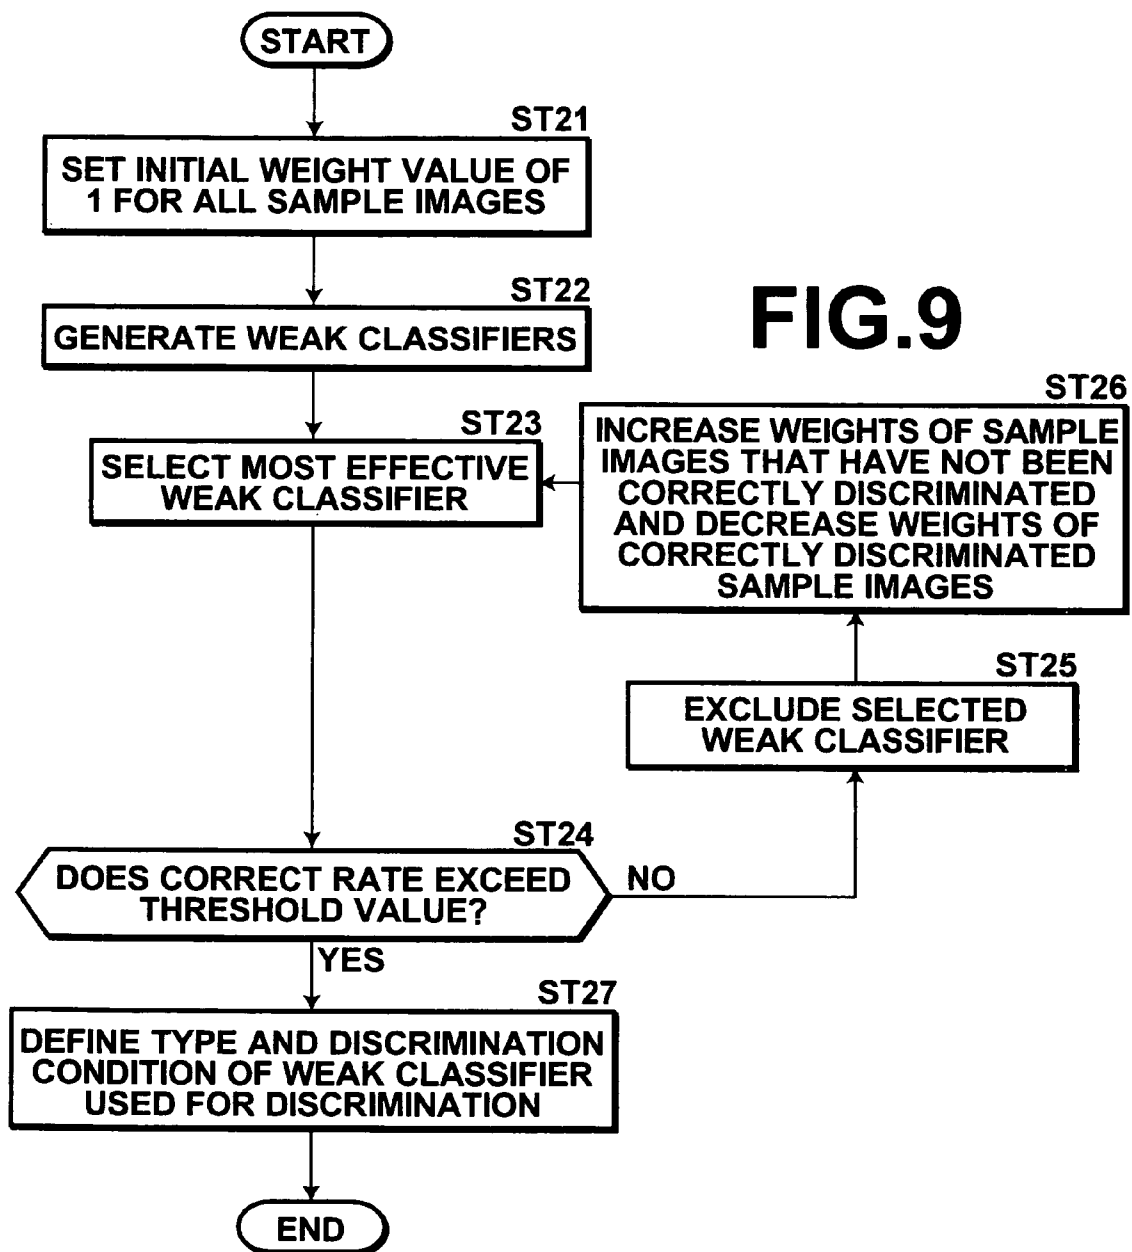 START
ST21
SET INITIAL WEIGHT VALUE OF
1 FOR ALL SAMPLE IMAGES
ST22
GENERATE WEAK CLASSIFIERS
FIG.9
ST23
SELECT MOST EFFECTIVE
WEAK CLASSIFIER
ST26
INCREASE WEIGHTS OF SAMPLE
IMAGES THAT HAVE NOT BEEN
CORRECTLY DISCRIMINATED
AND DECREASE WEIGHTS OF
CORRECTLY DISCRIMINATED
SAMPLE IMAGES
ST25
EXCLUDE SELECTED
WEAK CLASSIFIER
ST24
DOES CORRECT RATE EXCEED
THRESHOLD VALUE?
NO
YES
ST27
DEFINE TYPE AND DISCRIMINATION
CONDITION OF WEAK CLASSIFIER
USED FOR DISCRIMINATION
END